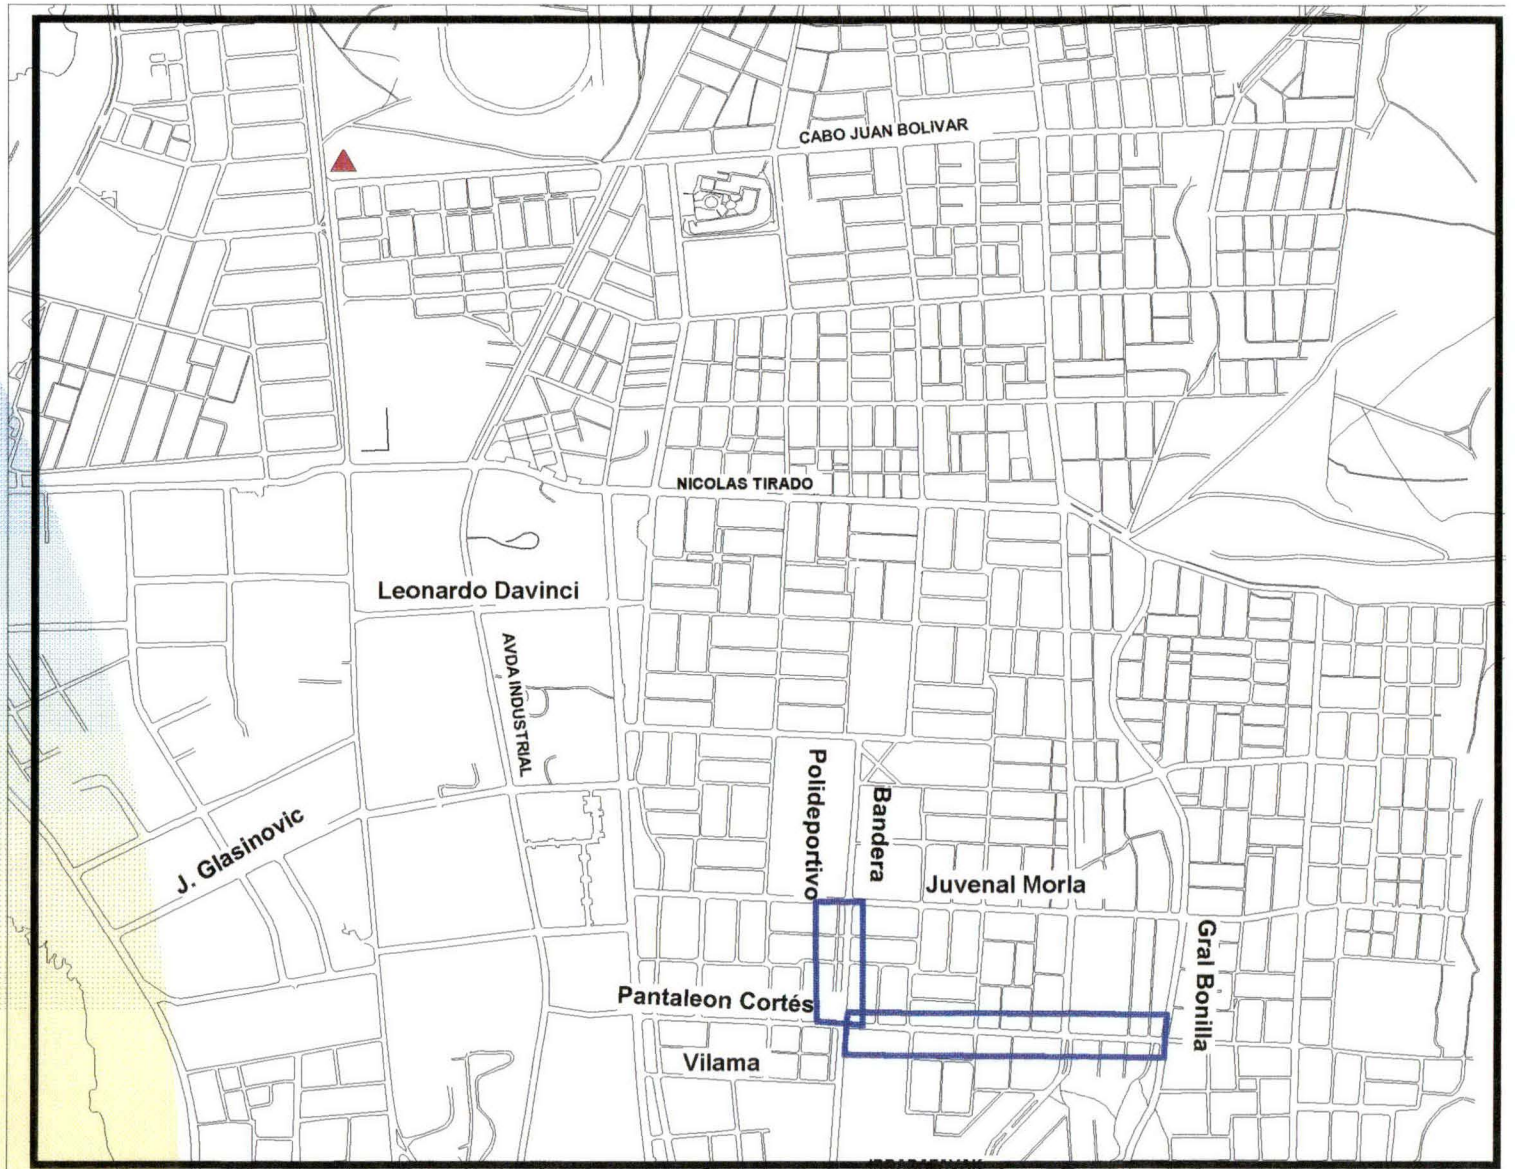 CABO JUAN BOLIVAR
NICOLAS TIRADO
Leonardo Davinci
AVDA INDUSTRIAL
Polideportivo
Bandera
J. Glasinovic
Juvenal Morla
Gral Bonilla
Pantaleon Cortés
Vilama